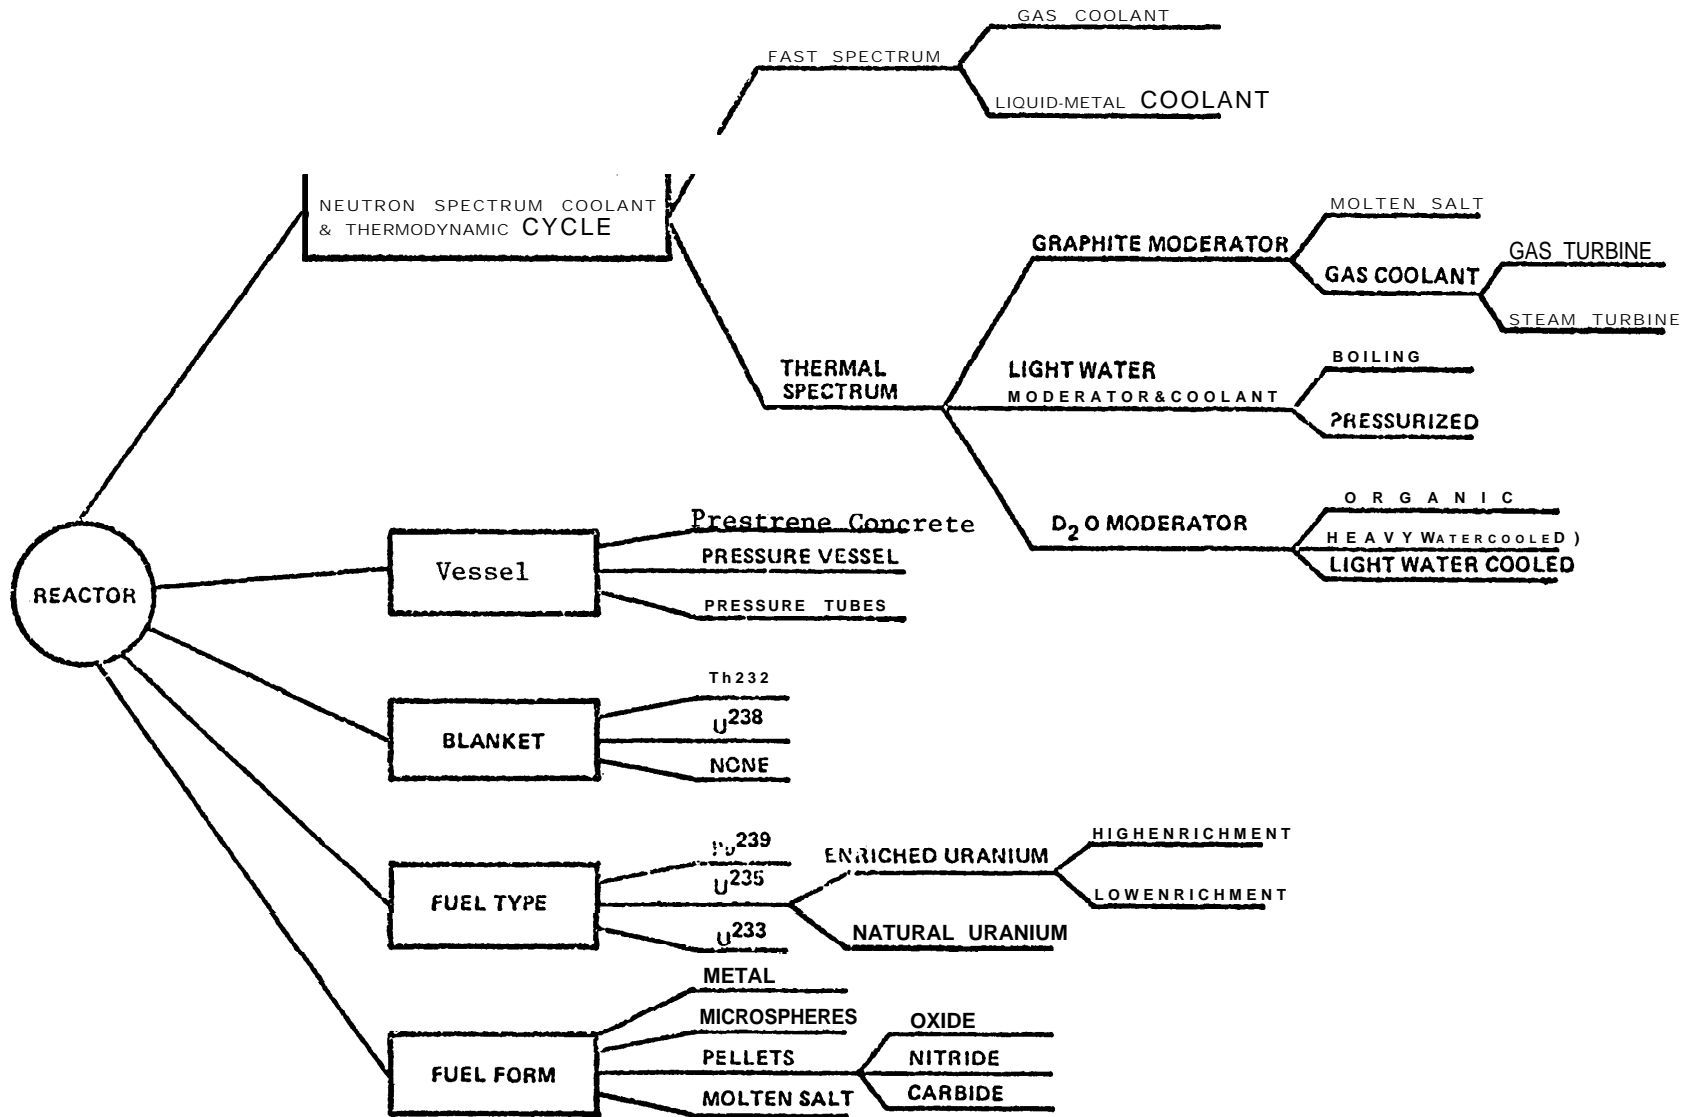 GAS COOLANT
FAST SPECTRUM
LIQUID-METAL COOLANT
NEUTRON SPECTRUM COOLANT
& THERMODYNAMIC CYCLE
MOLTEN SALT
GRAPHITE MODERATOR
GAS TURBINE
GAS COOLANT
STEAM TURBINE
BOILING
THERMAL
SPECTRUM
LIGHT WATER
MODERATOR&COOLANT
PRESSURIZED
ORGANIC
D₂O MODERATOR
HEAVYWATERCOOLED)
LIGHT WATER COOLED
Prestrene Concrete
PRESSURE VESSEL
Vessel
PRESSURE TUBES
REACTOR
Th232
U²³⁸
BLANKET
NONE
Pu²³⁹
ENRICHED URANIUM
HIGHENRICHMENT
U²³⁵
LOWENRICHMENT
FUEL TYPE
U²³³
NATURAL URANIUM
METAL
MICROSPHERES
OXIDE
PELLETS
NITRIDE
FUEL FORM
MOLTEN SALT
CARBIDE